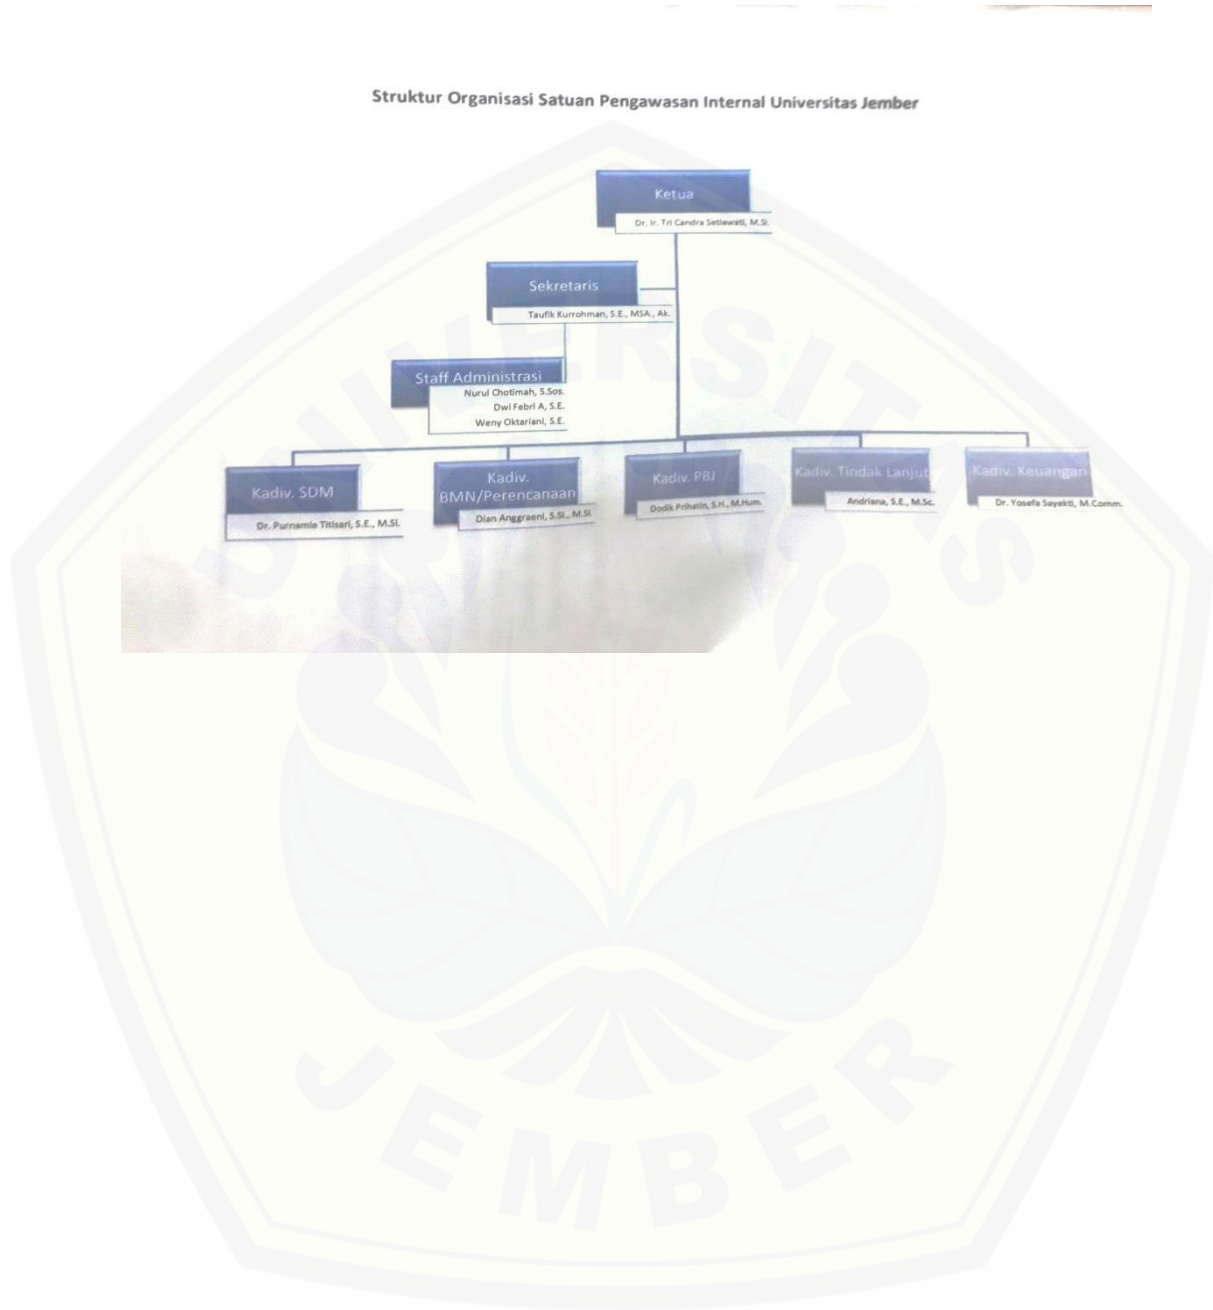 Struktur Organisasi Satuan Pengawasan Internal Universitas Jember
Ketua
Dr. Ir. Tri Candra Setiawati, M.Si.
Sekretaris
Taufik Kurrohman, S.E., MSA., Ak.
Staff Administrasi
Nurul Chotimah, S.Sos.
Dwi Febri A, S.E.
Weny Oktariani, S.E.
Kadiv. SDM
Dr. Purnamie Titisari, S.E., M.Si.
Kadiv.
BMN/Perencanaan
Dian Anggraeni, S.Si., M.Si.
Kadiv. PBJ
Dodik Prihatin, S.H., M.Hum.
Kadiv. Tindak Lanjut
Andriana, S.E., M.Sc.
Kadiv. Keuangan
Dr. Yosefa Sayekti, M.Comm.
UNIVERSITAS
JEMBER